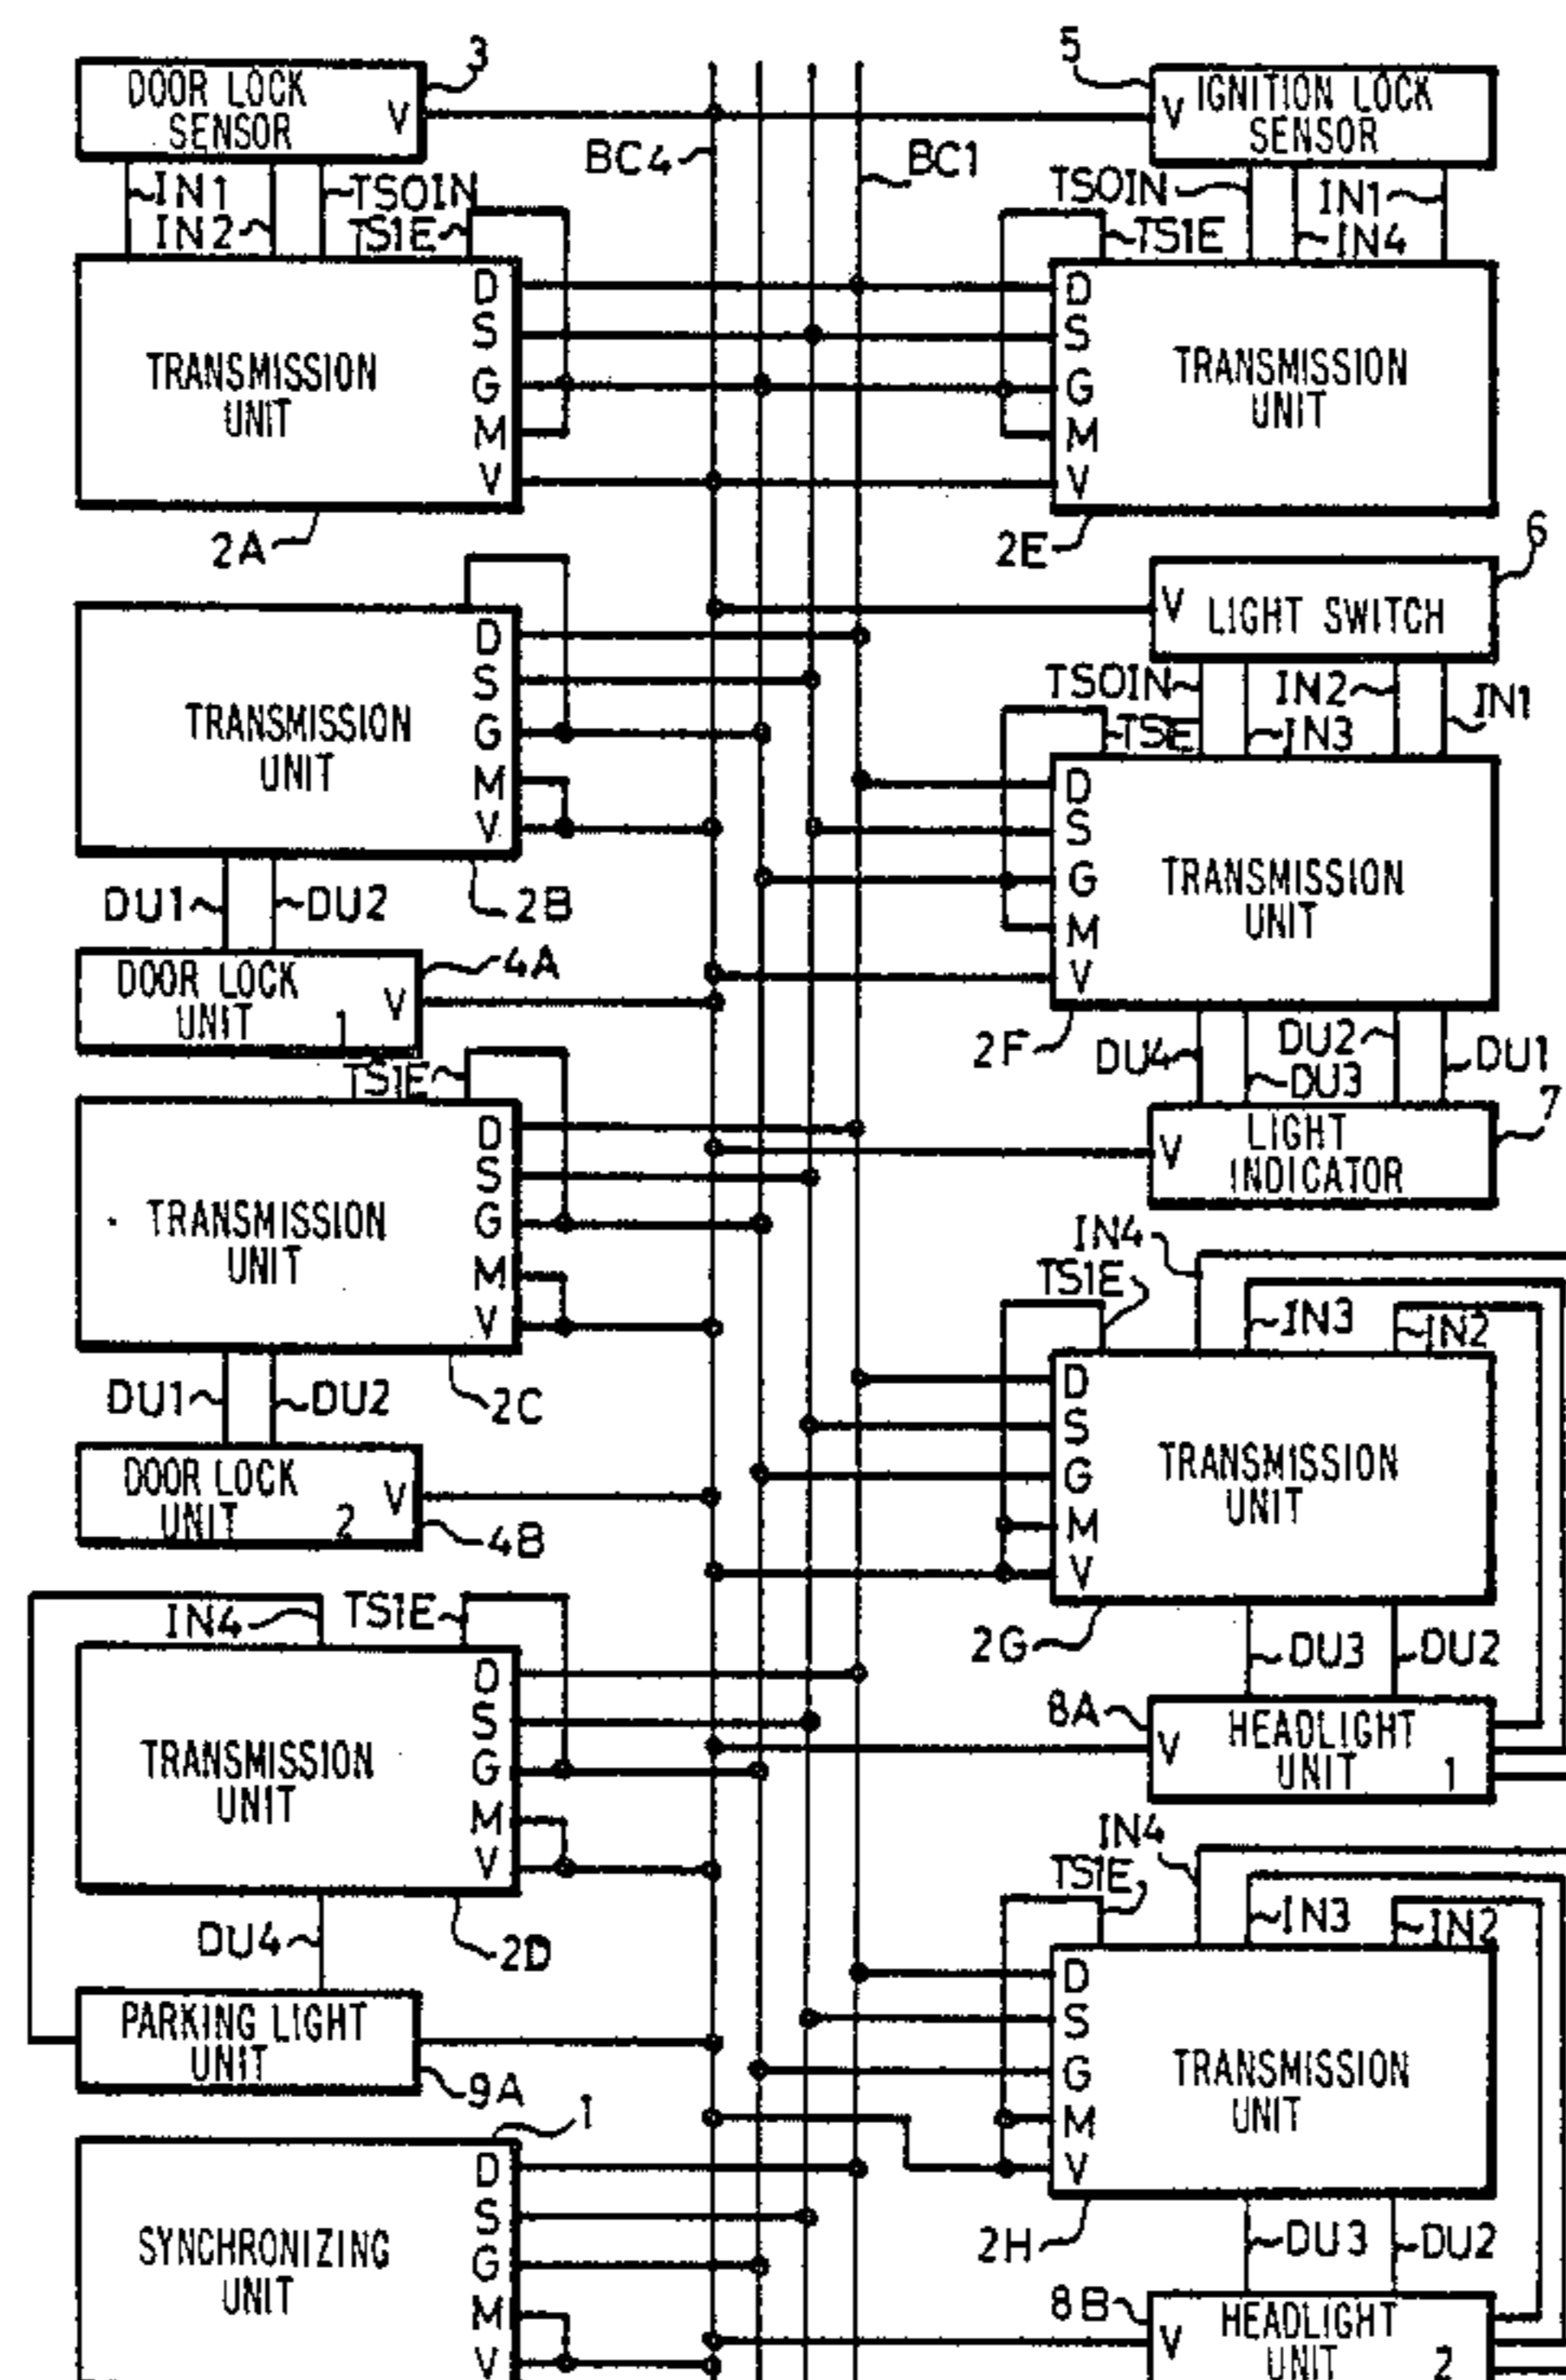 3
DOOR LOCK
SENSOR
V
5
V
IGNITION LOCK
SENSOR
BC4
BC1
IN1
IN2
TSOIN
TS1E
TSOIN
TS1E
IN1
IN4
TRANSMISSION
UNIT
D
S
G
M
V
2A
D
S
G
M
V
TRANSMISSION
UNIT
2E
6
V
LIGHT SWITCH
TRANSMISSION
UNIT
D
S
G
M
V
TSOIN
TSE
IN3
IN2
IN1
DU1
DU2
2B
D
S
G
M
V
TRANSMISSION
UNIT
4A
DOOR LOCK
UNIT 1
V
2F
DU4
DU3
DU2
DU1
7
TS1E
V
LIGHT
INDICATOR
TRANSMISSION
UNIT
D
S
G
M
V
IN4
TS1E
IN3
IN2
DU1
DU2
2C
D
S
G
M
V
TRANSMISSION
UNIT
DOOR LOCK
UNIT 2
V
4B
2G
DU3
DU2
IN4
TS1E
8A
V
HEADLIGHT
UNIT 1
TRANSMISSION
UNIT
D
S
G
M
V
IN4
TS1E
IN3
IN2
DU4
2D
D
S
G
M
V
TRANSMISSION
UNIT
PARKING LIGHT
UNIT
9A
1
2H
DU3
DU2
SYNCHRONIZING
UNIT
D
S
G
M
V
8B
V
HEADLIGHT
UNIT 2